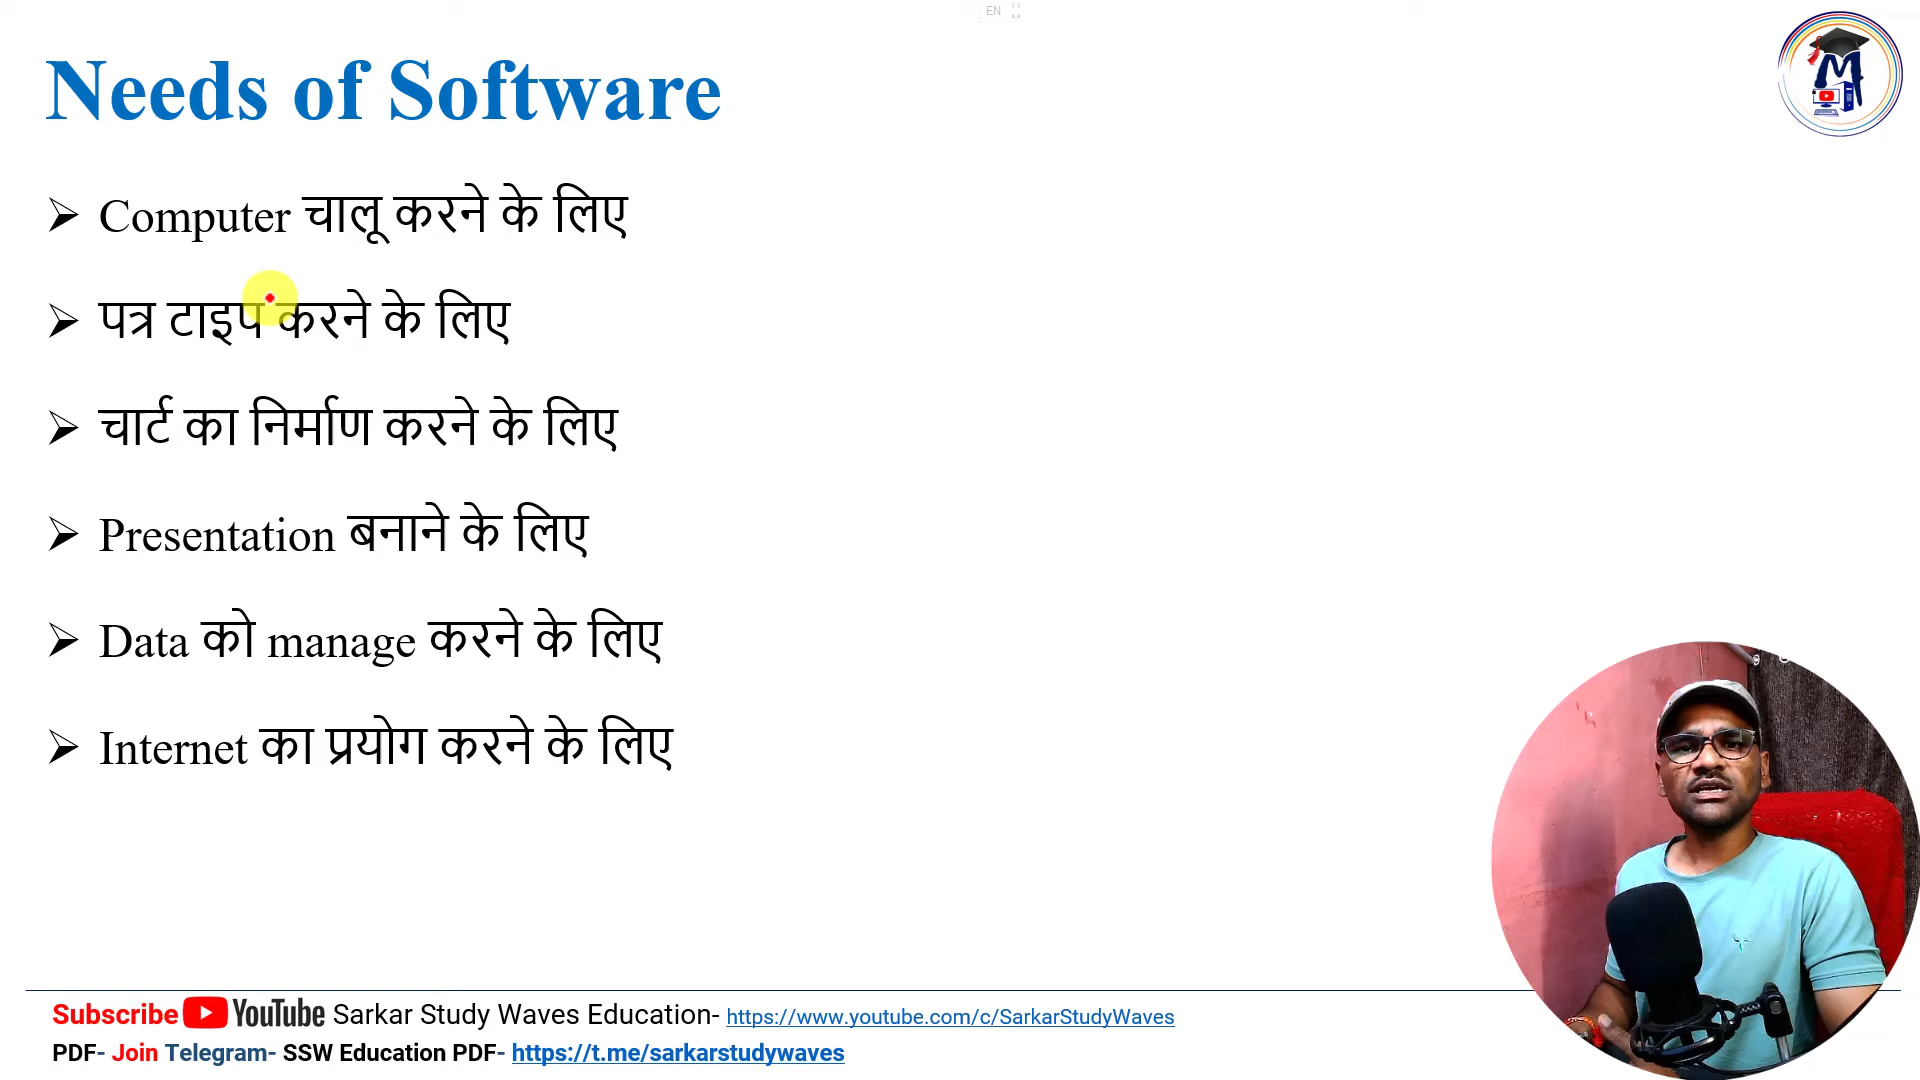 EN
Needs of Software
➢ Computer चालू करने के लिए
➢ पत्र टाइप करने के लिए
➢ चार्ट का निर्माण करने के लिए
➢ Presentation बनाने के लिए
➢ Data को manage करने के लिए
➢ Internet का प्रयोग करने के लिए
Subscribe YouTube Sarkar Study Waves Education- https://www.youtube.com/c/SarkarStudyWaves
PDF- Join Telegram- SSW Education PDF- https://t.me/sarkarstudywaves